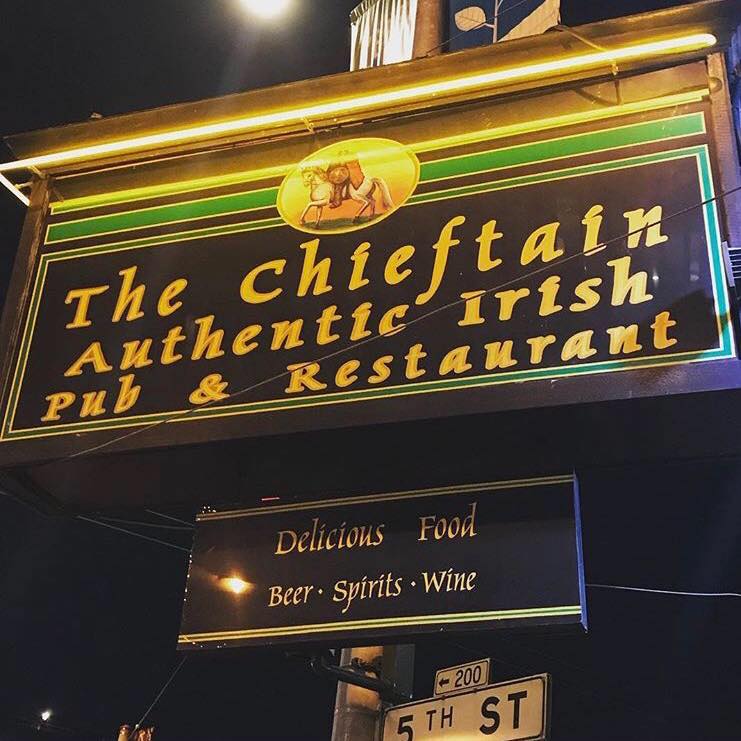 The Chieftain
Authentic Irish
Pub & Restaurant
Delicious Food
Beer · Spirits · Wine
← 200
5TH ST